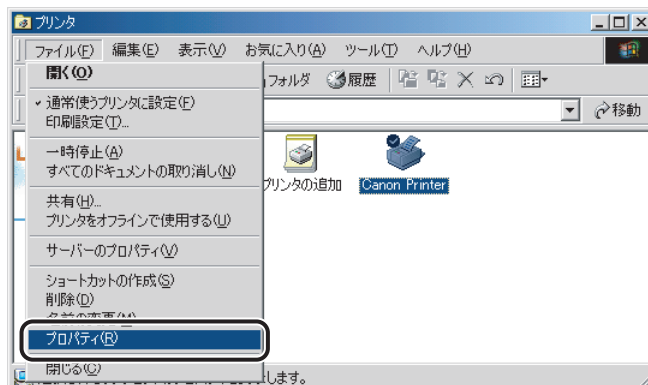 プリンタ
ファイル(F) 編集(E) 表示(V) お気に入り(A) ツール(T) ヘルプ(H)
開く(O)
フォルダ 履歴
通常使うプリンタに設定(F)
移動
印刷設定(T)...
一時停止(A)
すべてのドキュメントの取り消し(N)
プリンタの追加 Canon Printer
共有(H)...
プリンタをオフラインで使用する(U)
サーバーのプロパティ(V)
ショートカットの作成(S)
削除(D)
名前の変更(M)
プロパティ(R)
閉じる(C)
します。